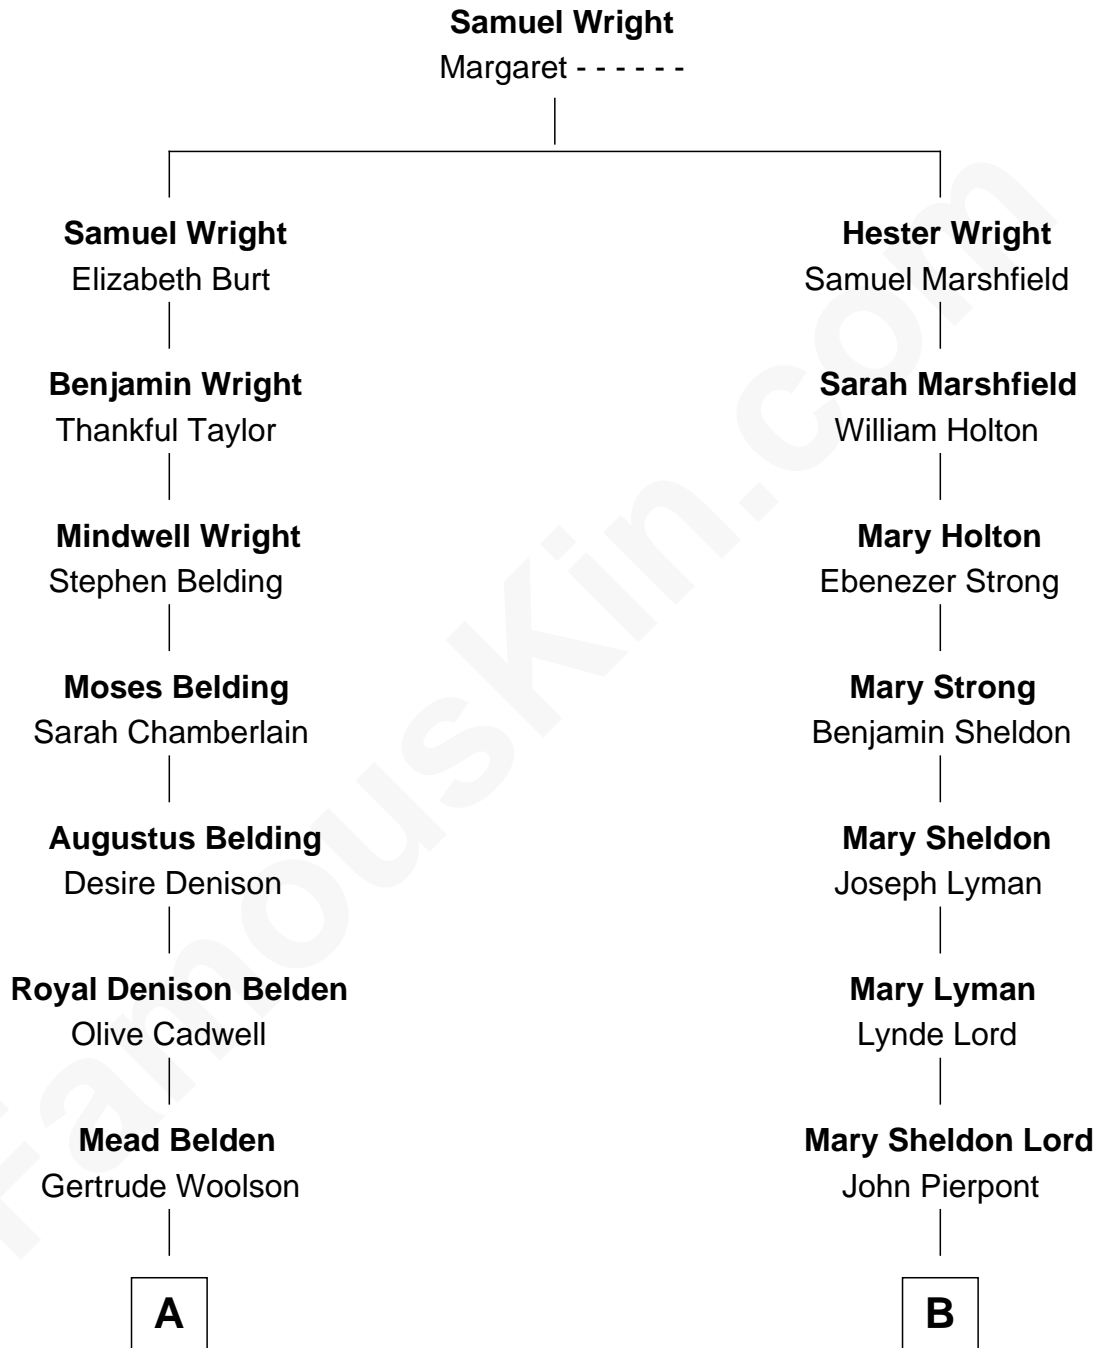 Samuel Wright
Margaret - - - - - -
Samuel Wright
Elizabeth Burt
Hester Wright
Samuel Marshfield
Benjamin Wright
Thankful Taylor
Sarah Marshfield
William Holton
Mindwell Wright
Stephen Belding
Mary Holton
Ebenezer Strong
Moses Belding
Sarah Chamberlain
Mary Strong
Benjamin Sheldon
Augustus Belding
Desire Denison
Mary Sheldon
Joseph Lyman
Royal Denison Belden
Olive Cadwell
Mary Lyman
Lynde Lord
Mead Belden
Gertrude Woolson
Mary Sheldon Lord
John Pierpont
A
B
FamousKin.com